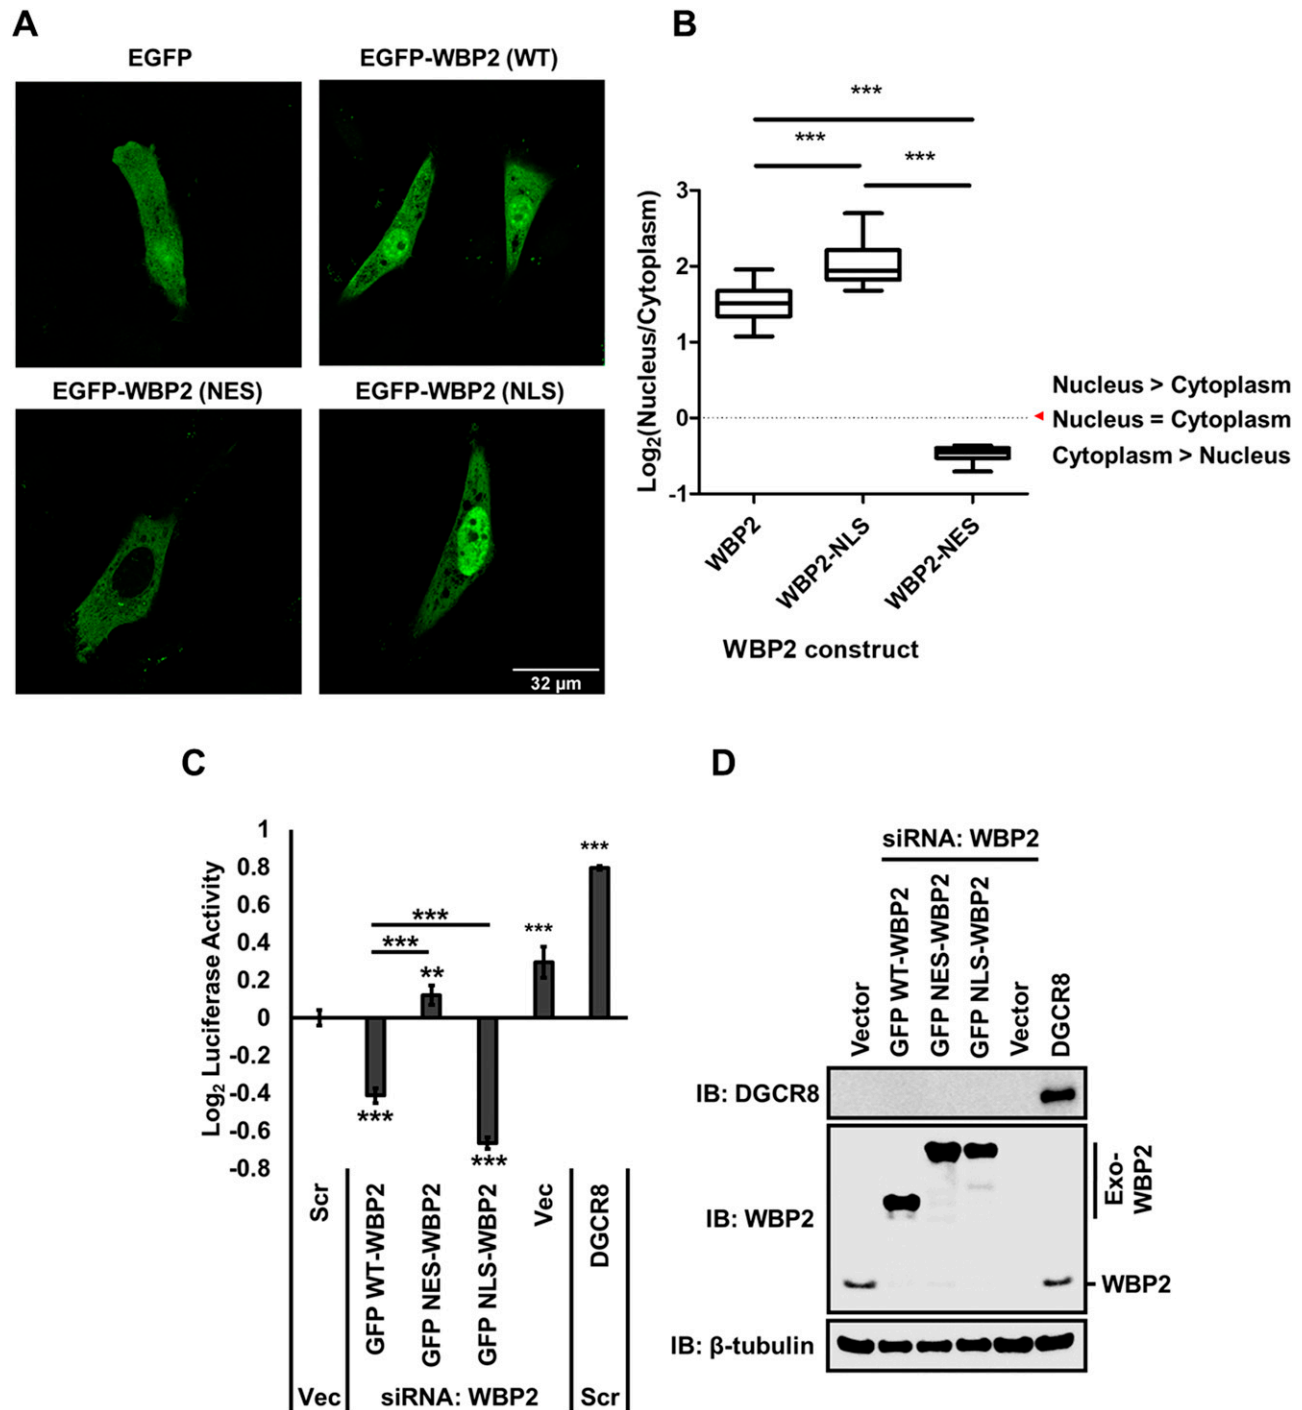 A
EGFP
EGFP-WBP2 (WT)
EGFP-WBP2 (NES)
EGFP-WBP2 (NLS)
32 µm
B
***
***
***
Log2(Nucleus/Cytoplasm)
3
2
1
0
-1
Nucleus > Cytoplasm
Nucleus = Cytoplasm
Cytoplasm > Nucleus
WBP2
WBP2-NLS
WBP2-NES
WBP2 construct
C
Log2 Luciferase Activity
1
0.8
0.6
0.4
0.2
0
-0.2
-0.4
-0.6
-0.8
***
***
***
**
***
***
***
Scr
GFP WT-WBP2
GFP NES-WBP2
GFP NLS-WBP2
Vec
DGCR8
Vec
siRNA: WBP2
Scr
D
siRNA: WBP2
Vector
GFP WT-WBP2
GFP NES-WBP2
GFP NLS-WBP2
Vector
DGCR8
IB: DGCR8
IB: WBP2
Exo-
WBP2
WBP2
IB: β-tubulin